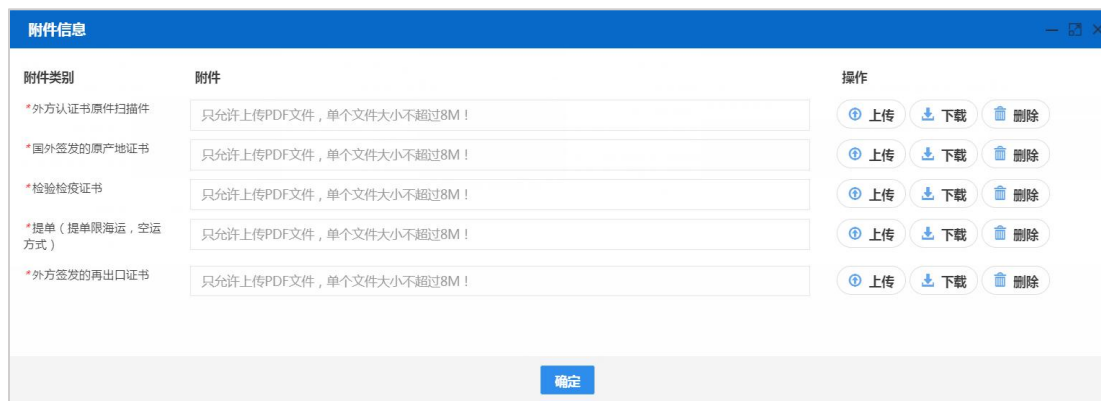 附件信息
附件类别 附件 操作
*外方认证书原件扫描件 只允许上传PDF文件，单个文件大小不超过8M！ 上传 下载 删除
*国外签发的原产地证书 只允许上传PDF文件，单个文件大小不超过8M！ 上传 下载 删除
*检验检疫证书 只允许上传PDF文件，单个文件大小不超过8M！ 上传 下载 删除
*提单（提单限海运，空运
方式） 只允许上传PDF文件，单个文件大小不超过8M！ 上传 下载 删除
*外方签发的再出口证书 只允许上传PDF文件，单个文件大小不超过8M！ 上传 下载 删除
确定